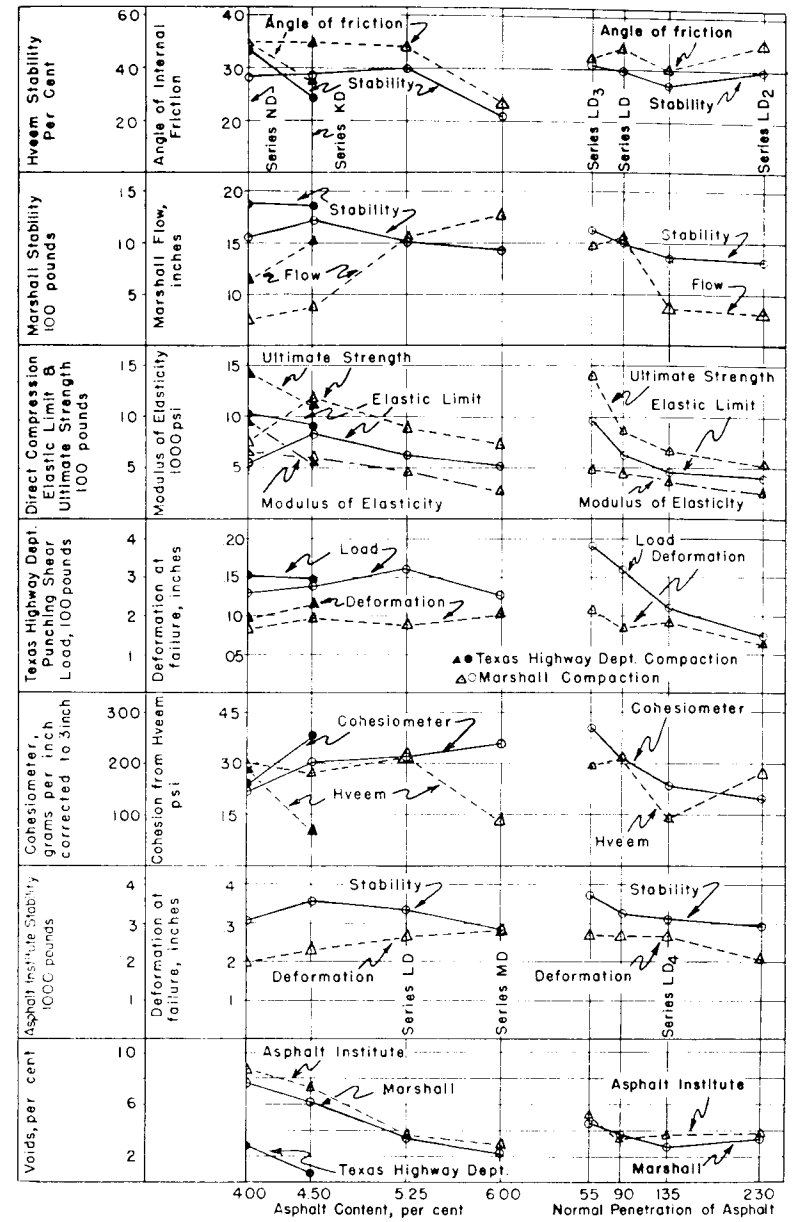 Hveem Stability
Per Cent
60
40
20
Angle of Internal
Friction
40
30
20
Angle of friction
Stability
Series ND
Series KD
Angle of friction
Stability
Series LD3
Series LD
Series LD2
Marshall Stability
100 pounds
15
10
5
Marshall Flow,
inches
.20
.15
.10
Stability
Flow
Stability
Flow
Direct Compression
Elastic Limit &
Ultimate Strength
100 pounds
15
10
5
Modulus of Elasticity
1000 psi
15
10
5
Ultimate Strength
Elastic Limit
Modulus of Elasticity
Ultimate Strength
Elastic Limit
Modulus of Elasticity
Texas Highway Dept.
Punching Shear
Load, 100 pounds
4
3
2
1
Deformation at
failure, inches
.20
.15
.10
.05
Load
Deformation
Load
Deformation
Texas Highway Dept. Compaction
Marshall Compaction
Cohesiometer,
grams per inch
corrected to 3inch
300
200
100
Cohesion from Hveem
psi
45
30
15
Cohesiometer
Hveem
Cohesiometer
Hveem
Asphalt Institute Stability
1000 pounds
4
3
2
1
Deformation at
failure, inches
.4
.3
.2
.1
Stability
Deformation
Series LD
Series MD
Stability
Deformation
Series LD4
Voids, per cent
10
6
2
Asphalt Institute
Marshall
Texas Highway Dept.
Asphalt Institute
Marshall
4.00 4.50 5.25 6.00 55 90 135 230
Asphalt Content, per cent Normal Penetration of Asphalt